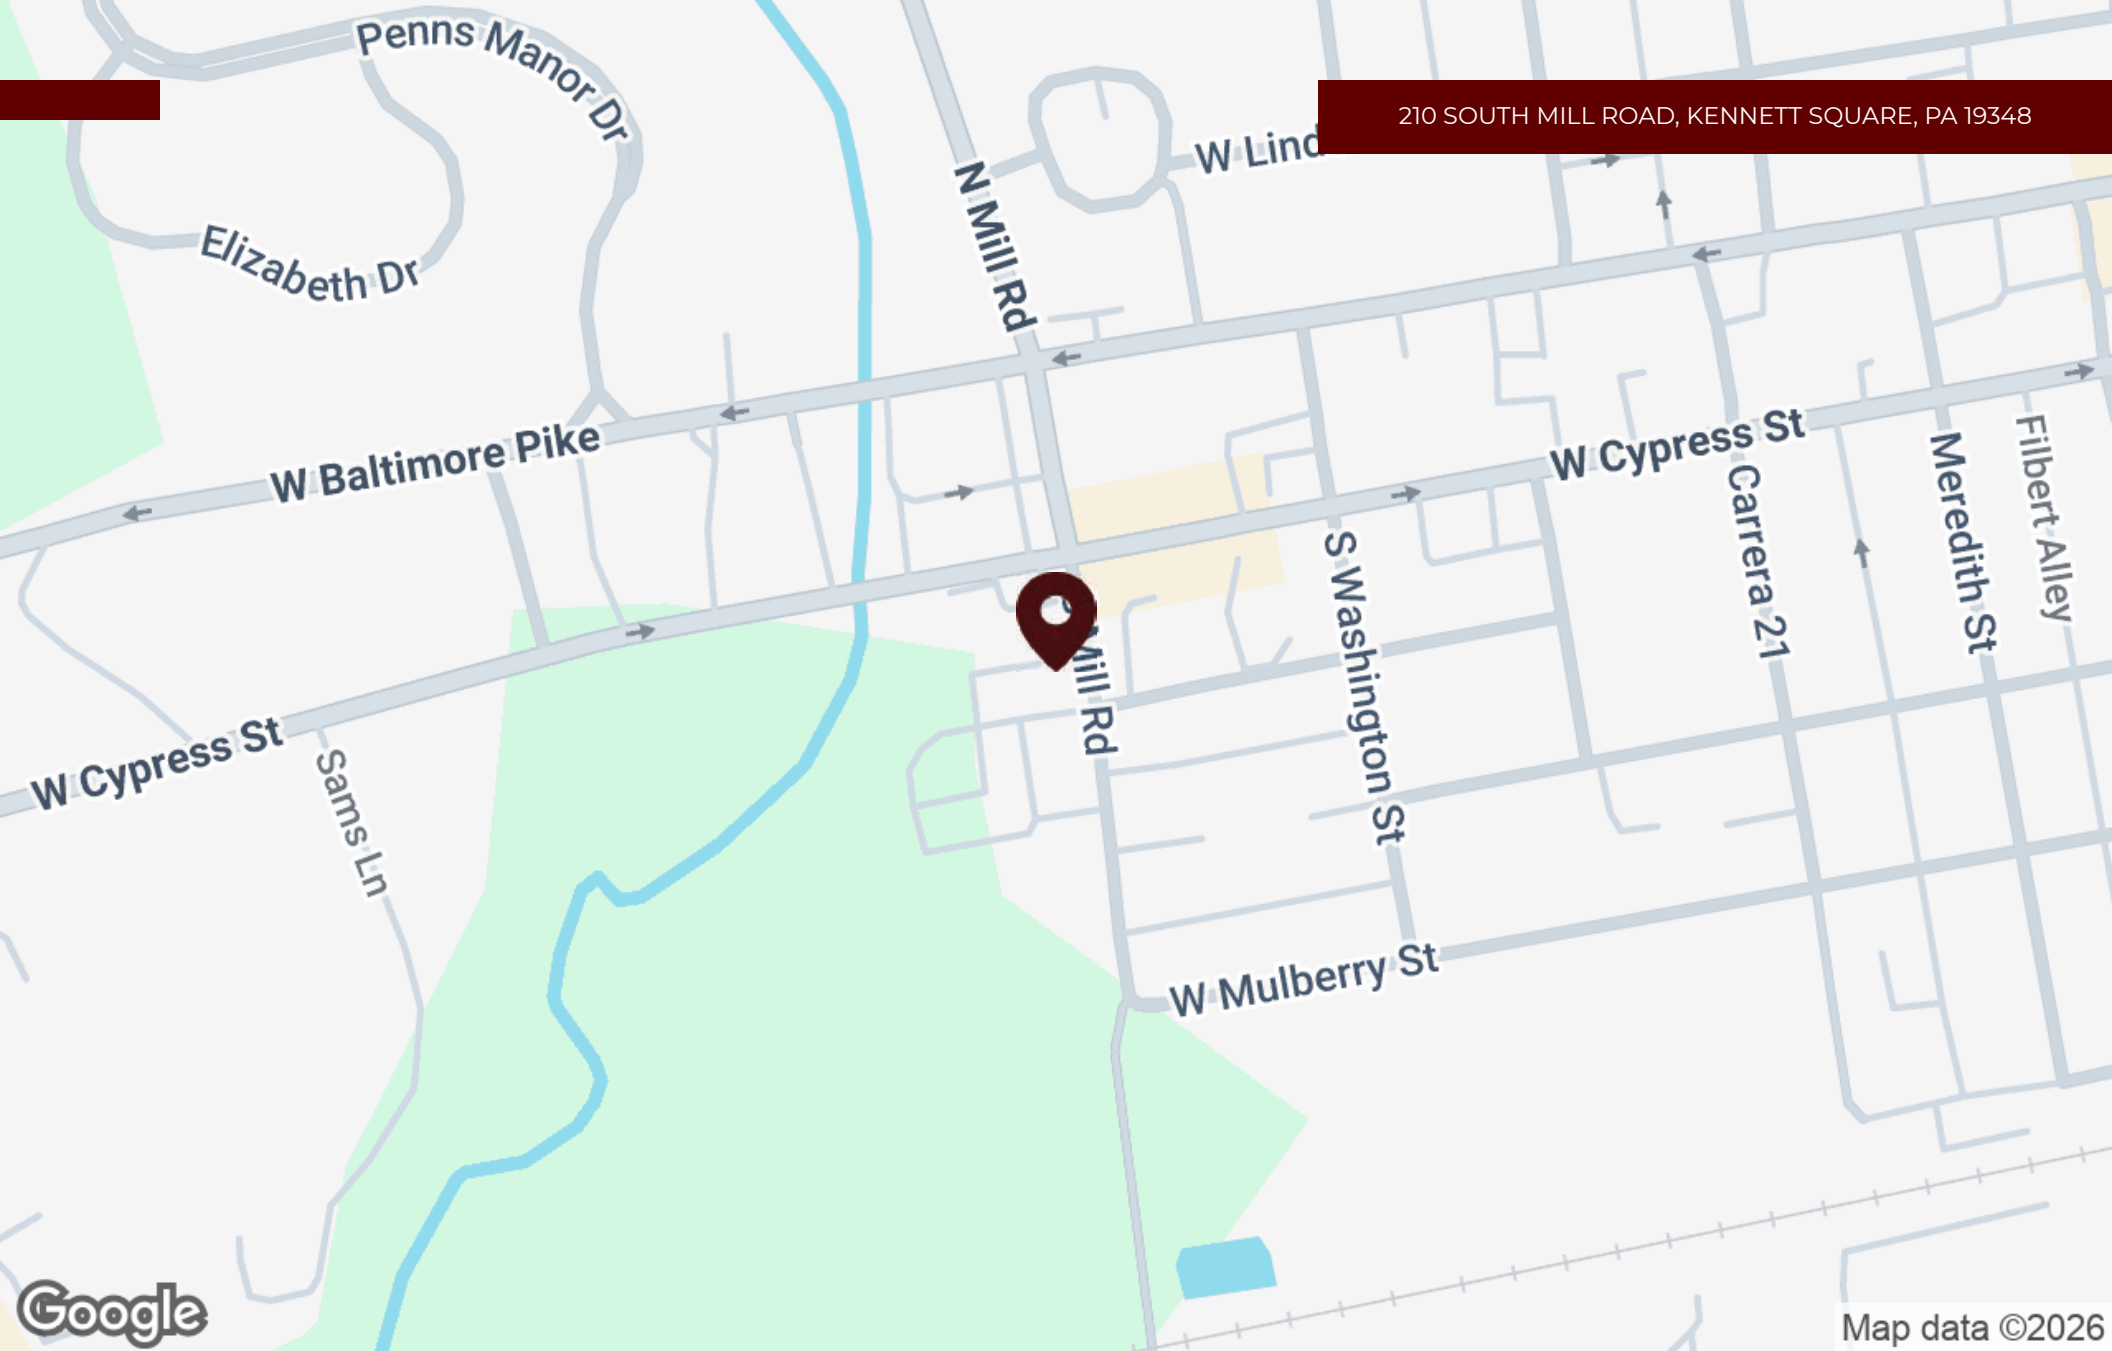 Penns Manor Dr
210 SOUTH MILL ROAD, KENNETT SQUARE, PA 19348
W Lind
N Mill Rd
Elizabeth Dr
W Baltimore Pike
W Cypress St
Carrera 21
Meredith St
Filbert Alley
S Washington St
Mill Rd
W Cypress St
Sams Ln
W Mulberry St
Google
Map data ©2026